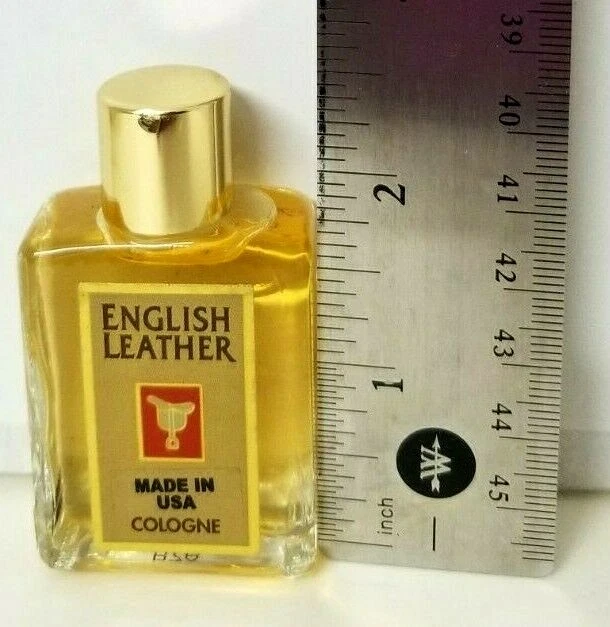 ENGLISH
LEATHER
MADE IN
USA
COLOGNE
2
1
inch
W
39
40
41
42
43
44
45